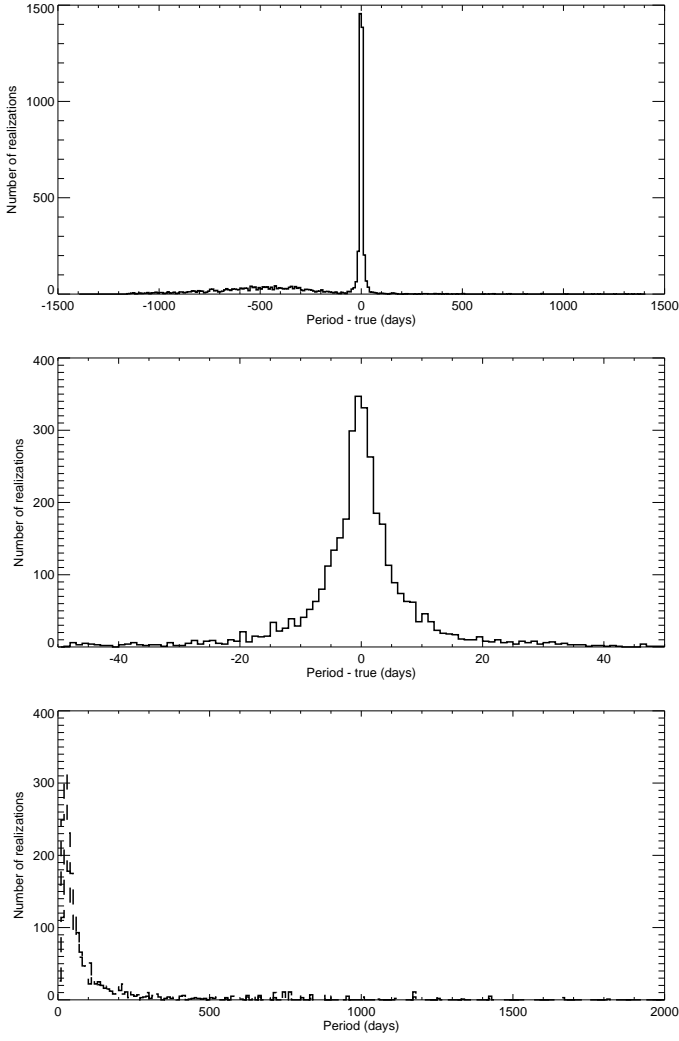 1500
1000
500
0
Number of realizations
-1500 -1000 -500 0 500 1000 1500
Period - true (days)
400
300
200
100
0
Number of realizations
-40 -20 0 20 40
Period - true (days)
400
300
200
100
0
Number of realizations
0 500 1000 1500 2000
Period (days)